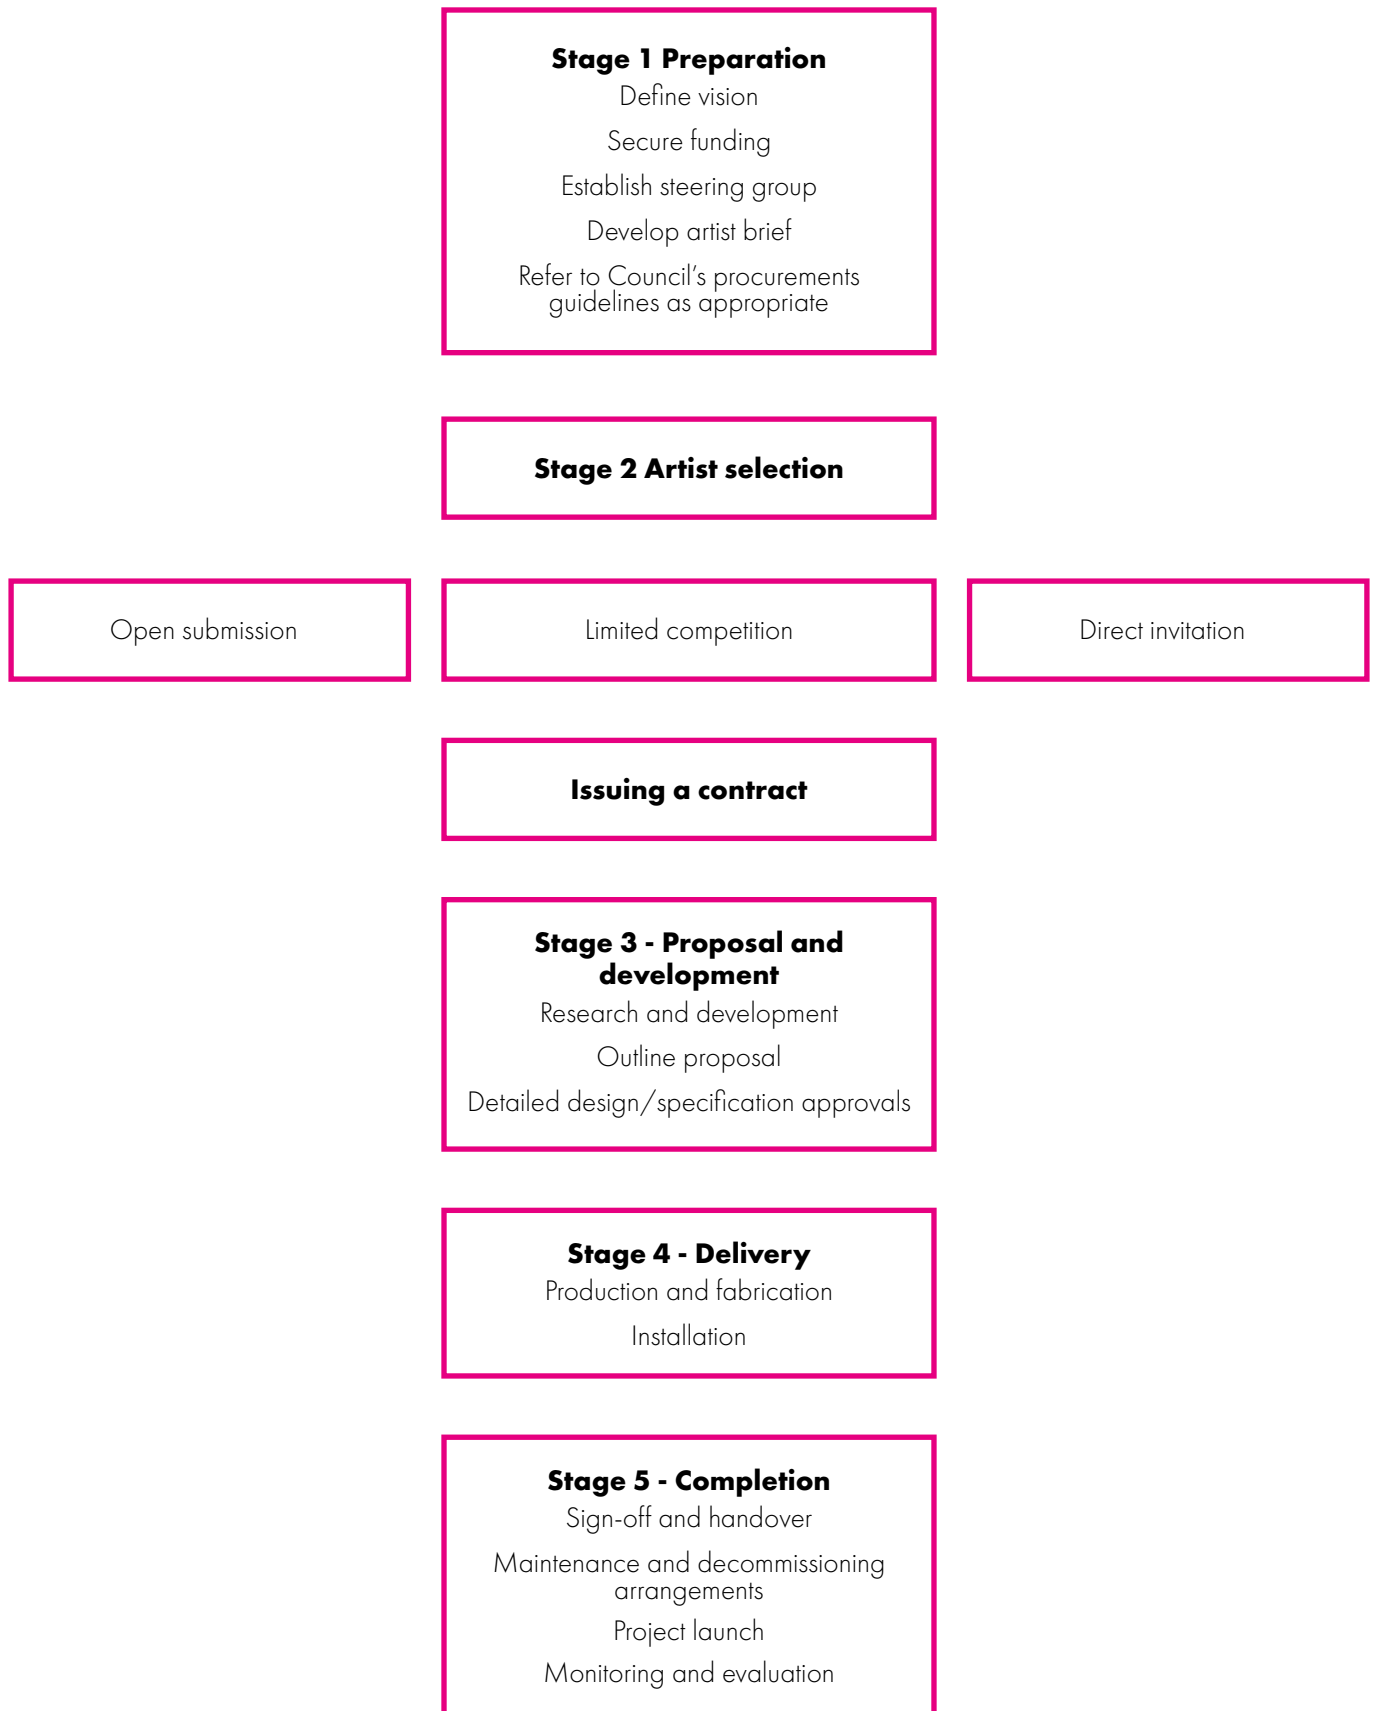 Stage 1 Preparation
Define vision
Secure funding
Establish steering group
Develop artist brief
Refer to Council’s procurements
guidelines as appropriate
Stage 2 Artist selection
Open submission
Limited competition
Direct invitation
Issuing a contract
Stage 3 - Proposal and
development
Research and development
Outline proposal
Detailed design/specification approvals
Stage 4 - Delivery
Production and fabrication
Installation
Stage 5 - Completion
Sign-off and handover
Maintenance and decommissioning
arrangements
Project launch
Monitoring and evaluation